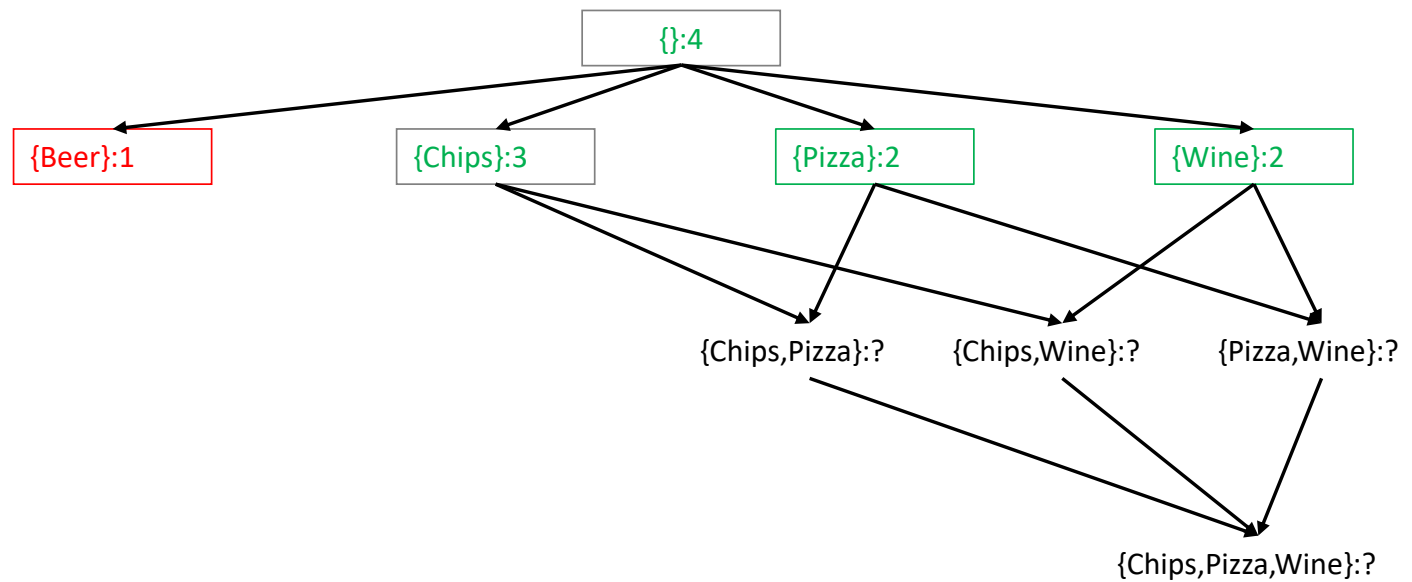 {}:4
{Beer}:1
{Chips}:3
{Pizza}:2
{Wine}:2
{Chips,Pizza}:?
{Chips,Wine}:?
{Pizza,Wine}:?
{Chips,Pizza,Wine}:?